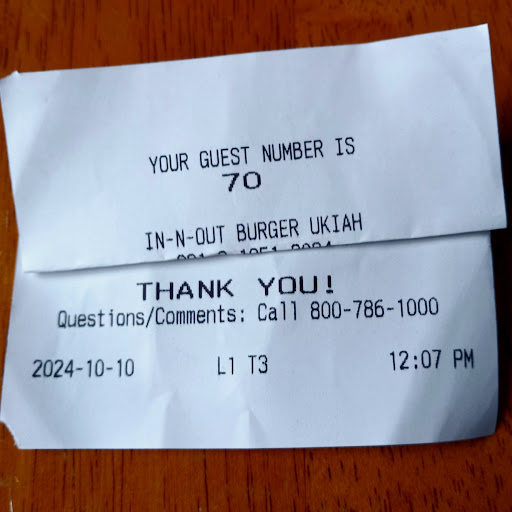 YOUR GUEST NUMBER IS
70
IN-N-OUT BURGER UKIAH
THANK YOU!
Questions/Comments: Call 800-786-1000
2024-10-10 L1 T3 12:07 PM